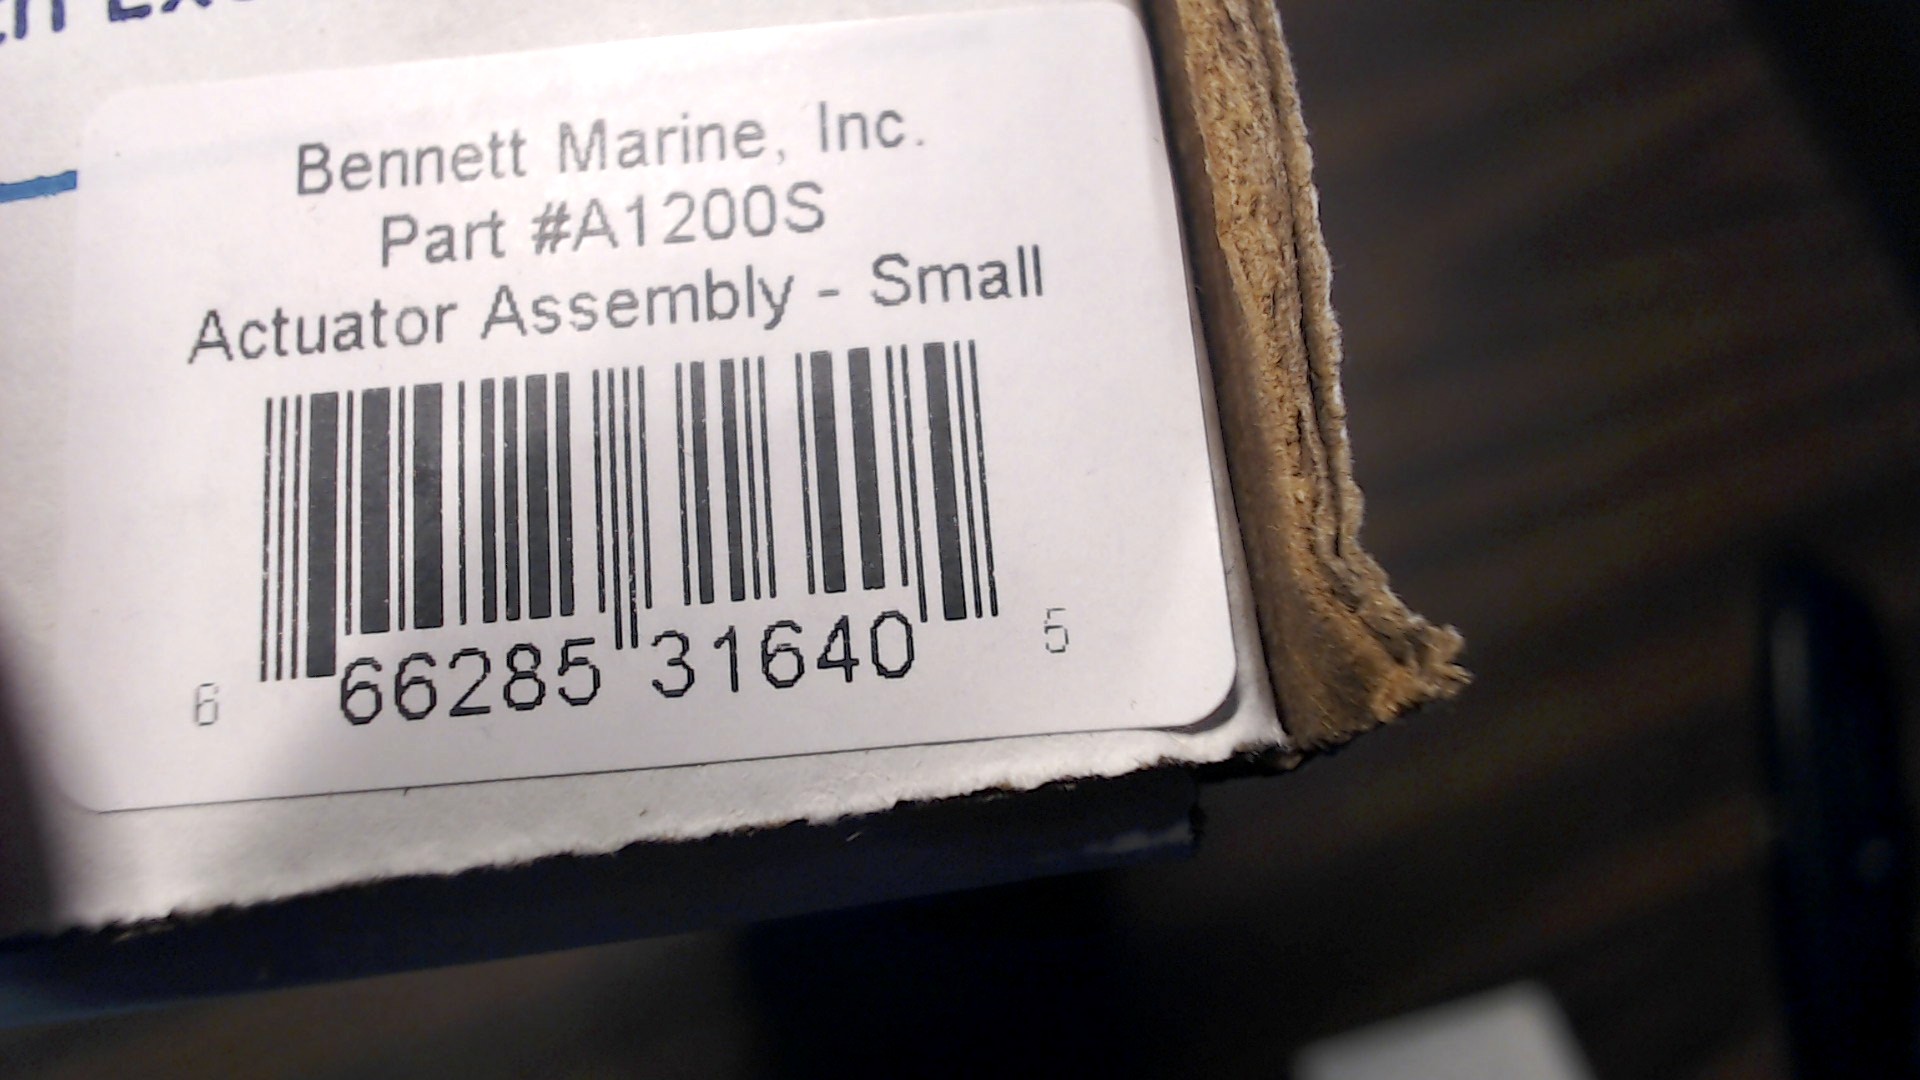 Bennett Marine, Inc.
Part #A1200S
Actuator Assembly - Small
6 66285 31640 5